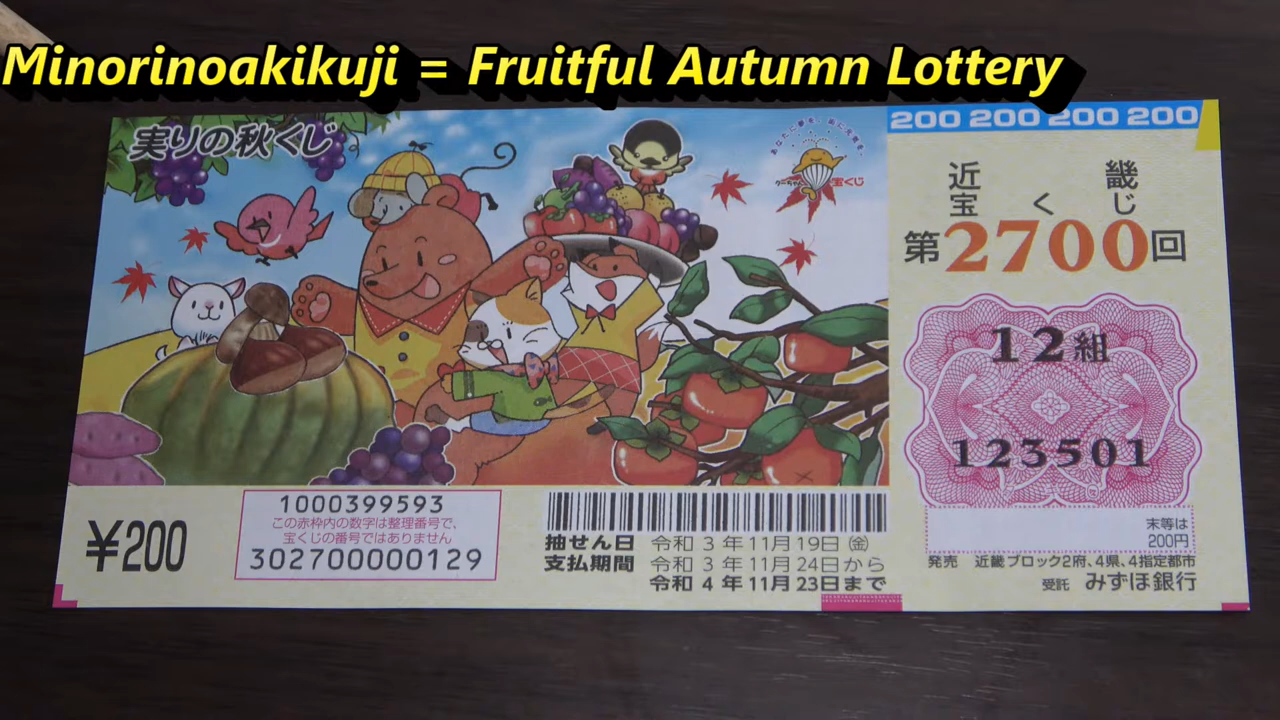 Minorinoakikuji = Fruitful Autumn Lottery
実りの秋くじ
宝くじ
200 200 200 200
近畿
宝くじ
第2700回
12組
123501
¥200
1000399593
この赤枠内の数字は整理番号で、
宝くじの番号ではありません
302700000129
抽せん日 令和 3 年 11月 19日 (金)
支払期間 令和 3 年 11月 24日から
令和 4 年 11月 23日まで
末等は
200円
発売 近畿ブロック2府、4県、4指定都市
受託 みずほ銀行